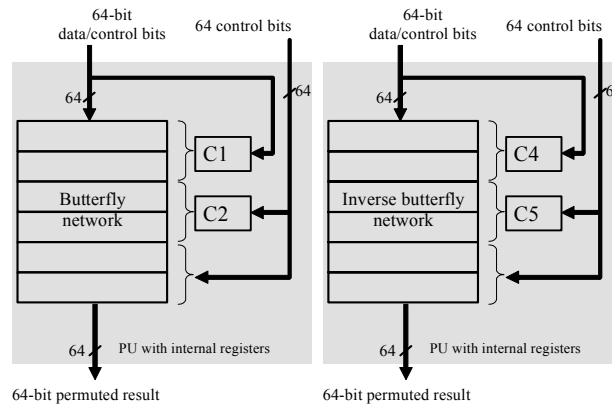 64-bit
data/control bits
64 control bits
64
64
C1
Butterfly
network
C2
64
PU with internal registers
64-bit permuted result
64-bit
data/control bits
64 control bits
64
6
C4
Inverse butterfly
network
C5
64
PU with internal registers
64-bit permuted result